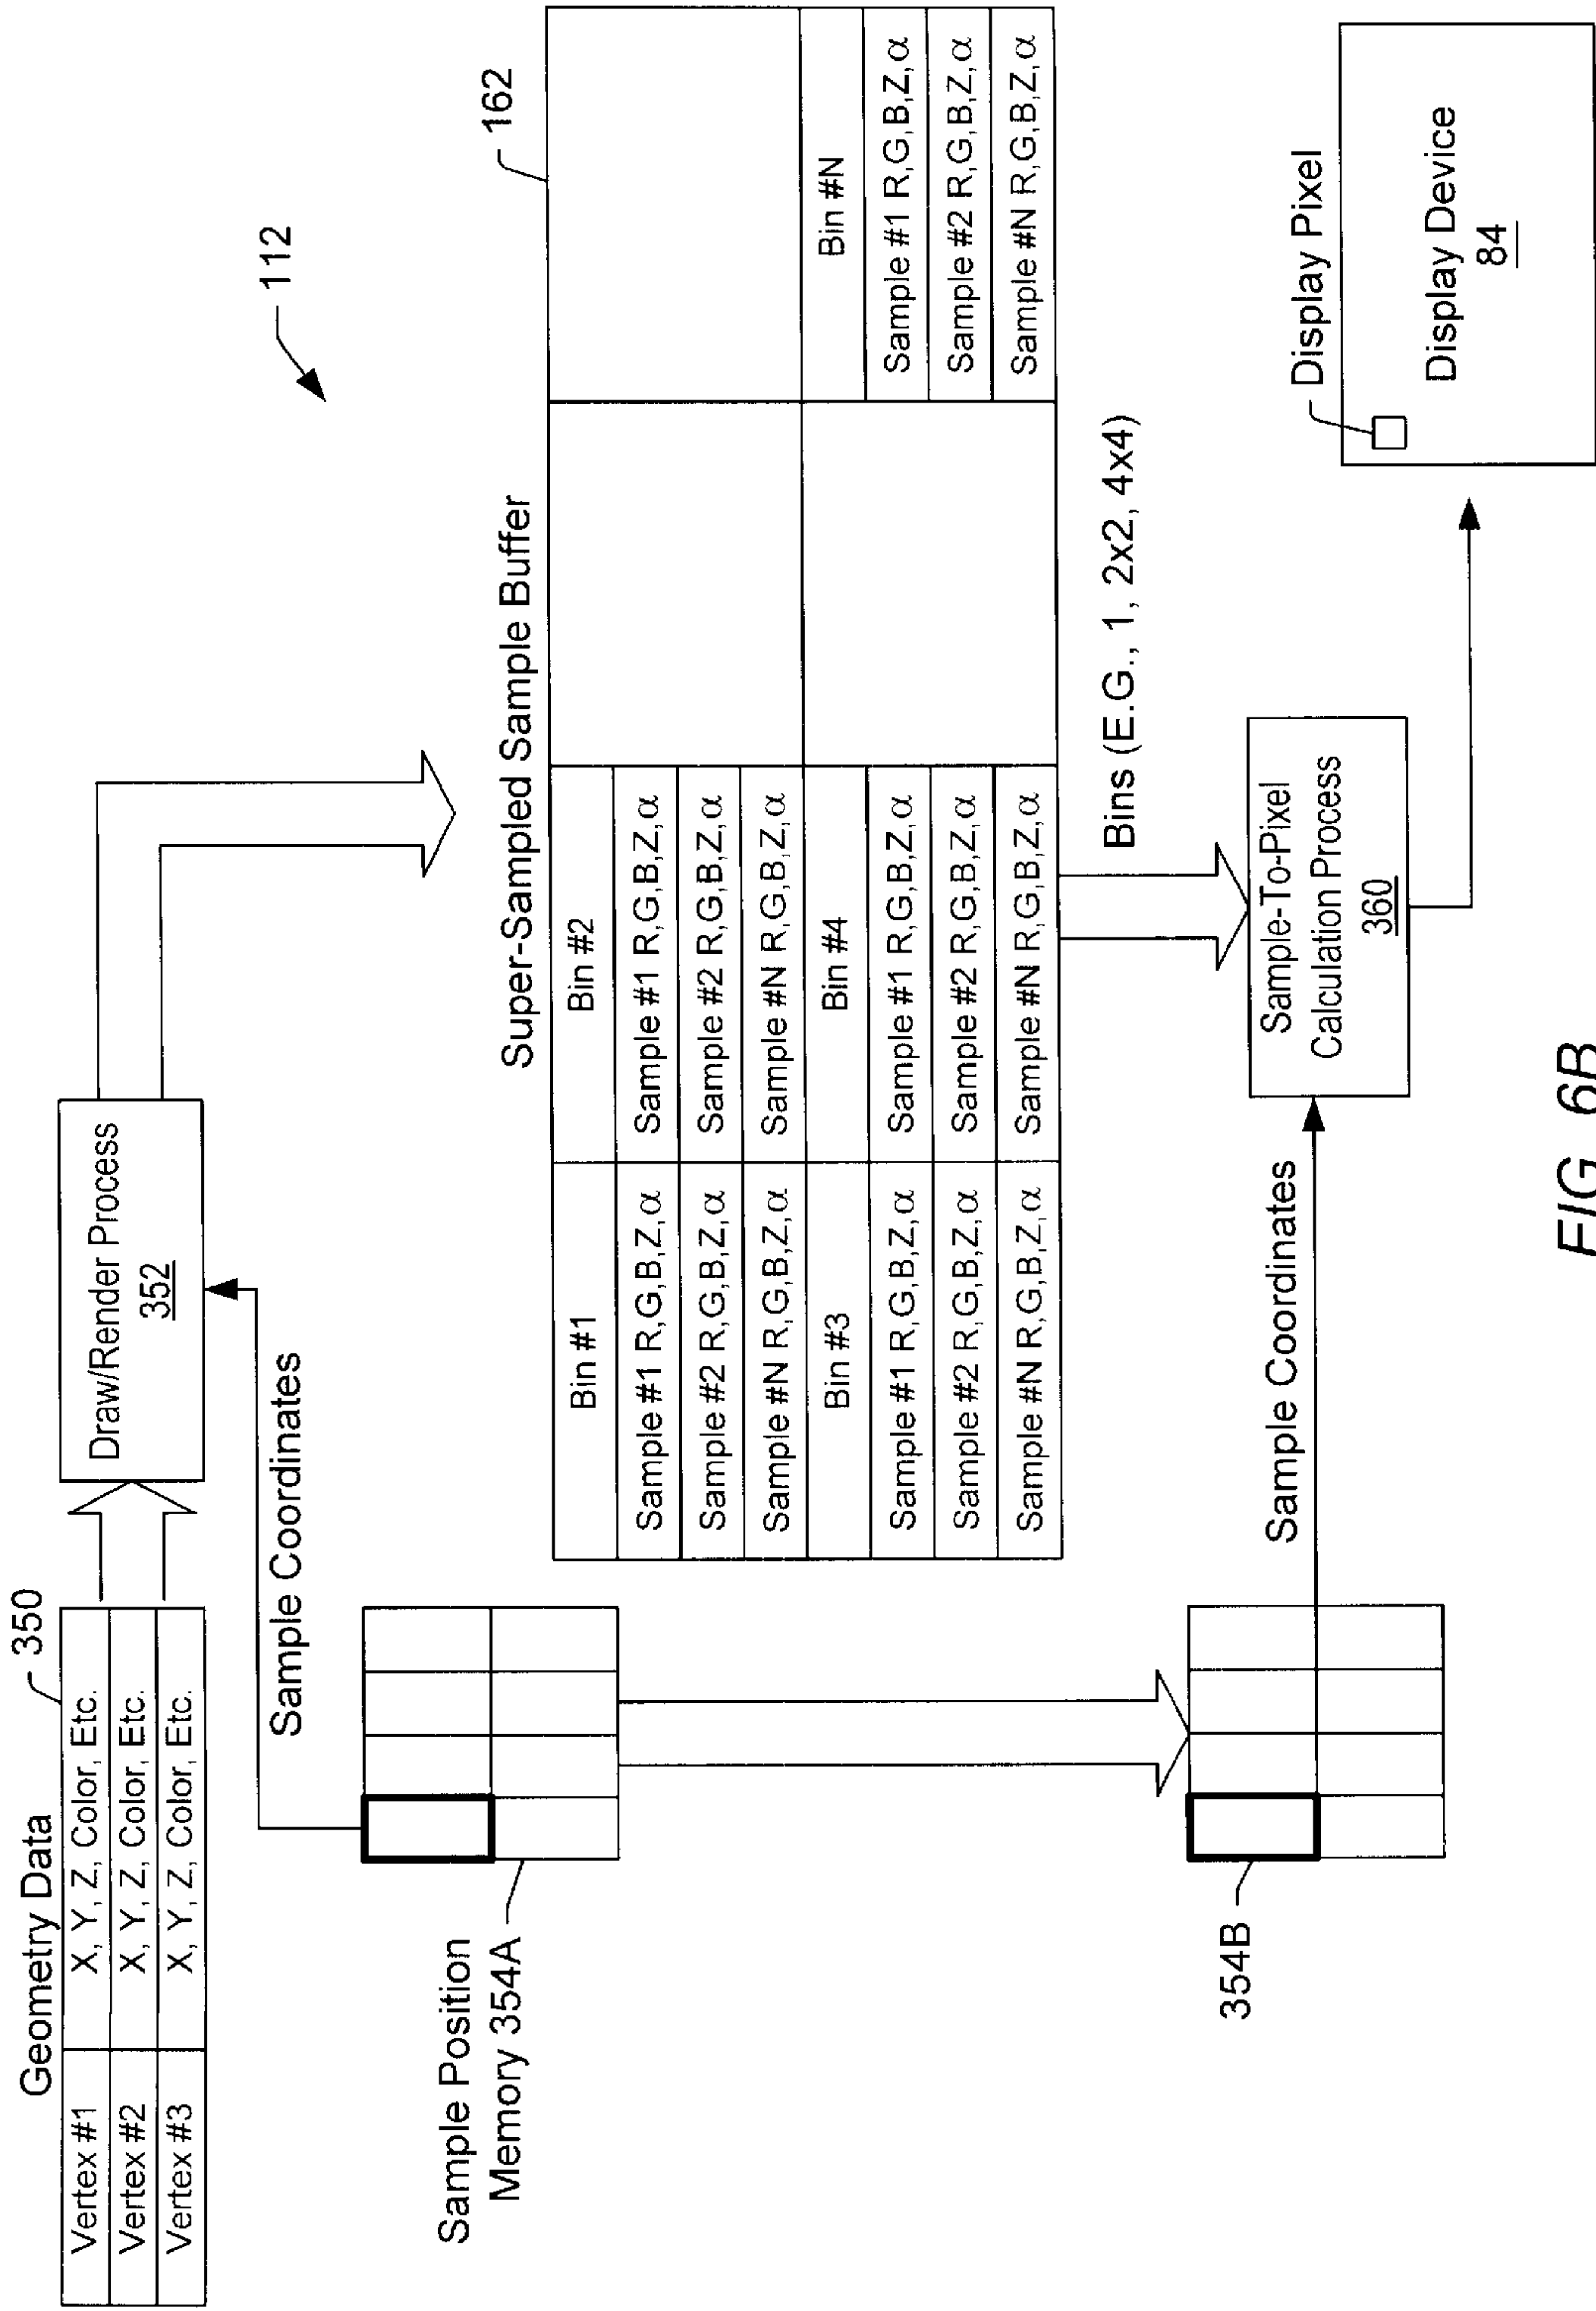 Geometry Data
350
Vertex #1 X, Y, Z, Color, Etc.
Vertex #2 X, Y, Z, Color, Etc.
Vertex #3 X, Y, Z, Color, Etc.
Draw/Render Process
352
112
Sample Coordinates
Sample Position
Memory 354A
Super-Sampled Sample Buffer
162
Bin #1 Bin #2
Sample #1 R,G,B,Z,α Sample #1 R,G,B,Z,α
Sample #2 R,G,B,Z,α Sample #2 R,G,B,Z,α
Sample #N R,G,B,Z,α Sample #N R,G,B,Z,α
Bin #3 Bin #4 Bin #N
Sample #1 R,G,B,Z,α Sample #1 R,G,B,Z,α Sample #1 R,G,B,Z,α
Sample #2 R,G,B,Z,α Sample #2 R,G,B,Z,α Sample #2 R,G,B,Z,α
Sample #N R,G,B,Z,α Sample #N R,G,B,Z,α Sample #N R,G,B,Z,α
Bins (E.G., 1, 2x2, 4x4)
354B
Sample Coordinates
Sample-To-Pixel
Calculation Process
360
Display Pixel
Display Device
84
FIG. 6B